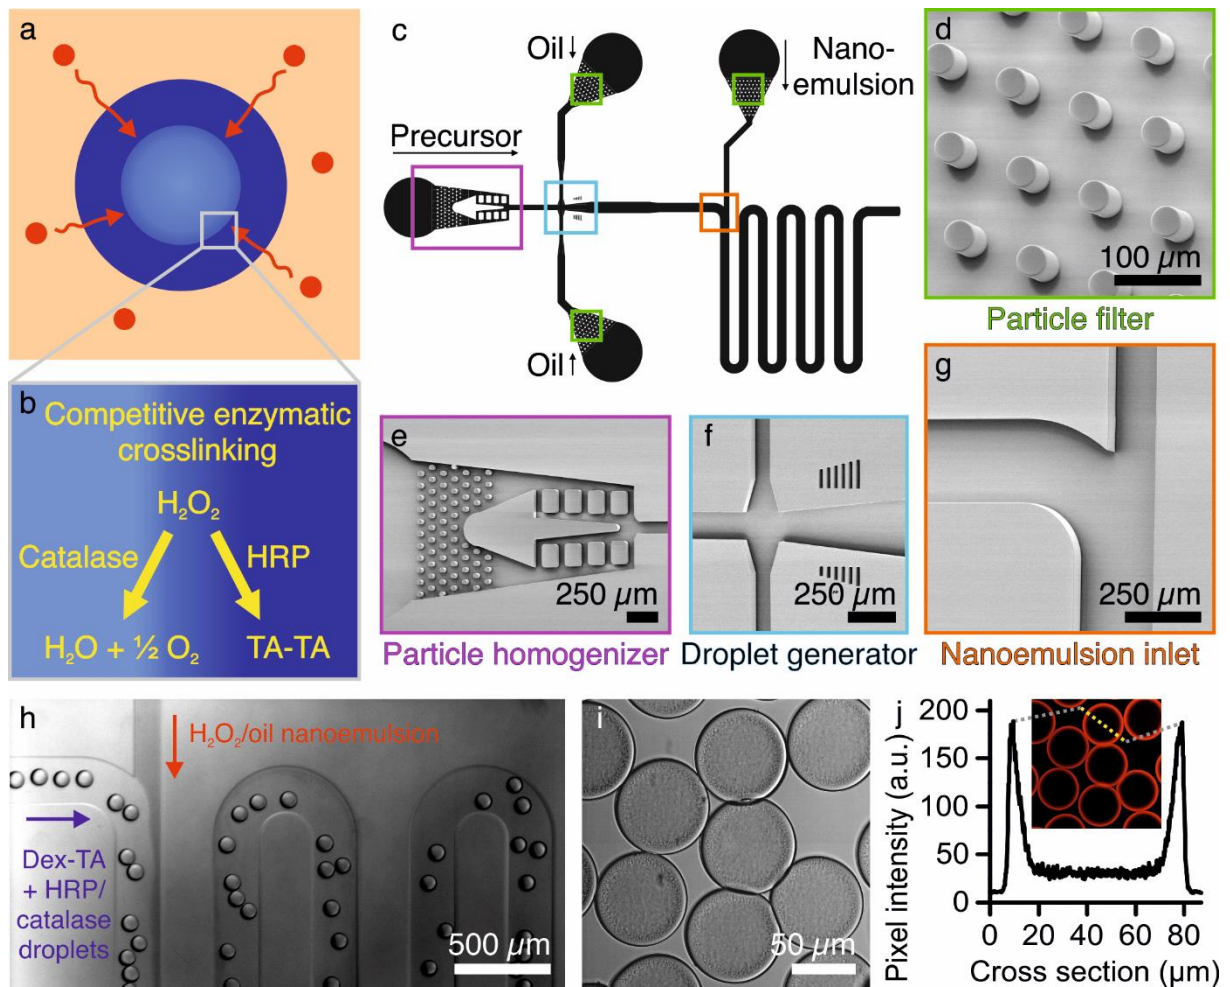 a
b
Competitive enzymatic
crosslinking
H₂O₂
Catalase
HRP
H₂O + ½ O₂
TA-TA
c
Oil
Nano-
emulsion
Precursor
Oil
d
100 µm
Particle filter
e
250 µm
Particle homogenizer
f
250 µm
Droplet generator
g
250 µm
Nanoemulsion inlet
h
H₂O₂/oil nanoemulsion
Dex-TA
+ HRP/
catalase
droplets
500 µm
i
50 µm
j
Pixel intensity (a.u.)
200
150
100
50
0
0 20 40 60 80
Cross section (µm)